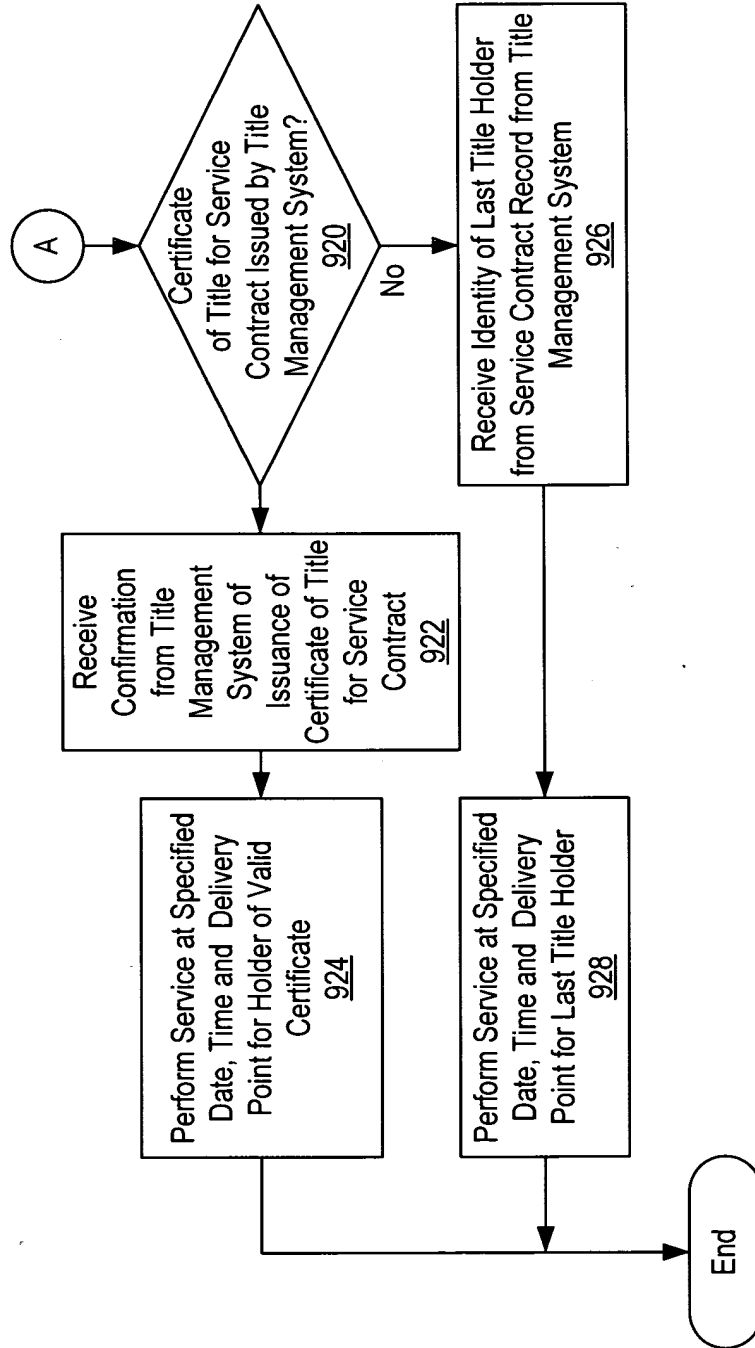 A
Certificate
of Title for Service
Contract Issued by Title
Management System?
920
No
Receive
Confirmation
from Title
Management
System of
Issuance of
Certificate of Title
for Service
Contract
922
Receive Identity of Last Title Holder
from Service Contract Record from Title
Management System
926
Perform Service at Specified
Date, Time and Delivery
Point for Holder of Valid
Certificate
924
Perform Service at Specified
Date, Time and Delivery
Point for Last Title Holder
928
End